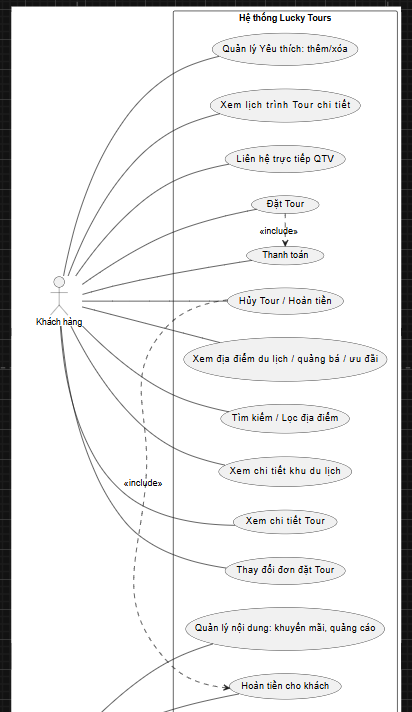 Hệ thống Lucky Tours
Quản lý Yêu thích: thêm/xóa
Xem lịch trình Tour chi tiết
Liên hệ trực tiếp QTV
Đặt Tour
«include»
Thanh toán
Hủy Tour / Hoàn tiền
Khách hàng
Xem địa điểm du lịch / quảng bá / ưu đãi
Tìm kiếm / Lọc địa điểm
Xem chi tiết khu du lịch
«include»
Xem chi tiết Tour
Thay đổi đơn đặt Tour
Quản lý nội dung: khuyến mãi, quảng cáo
Hoàn tiền cho khách